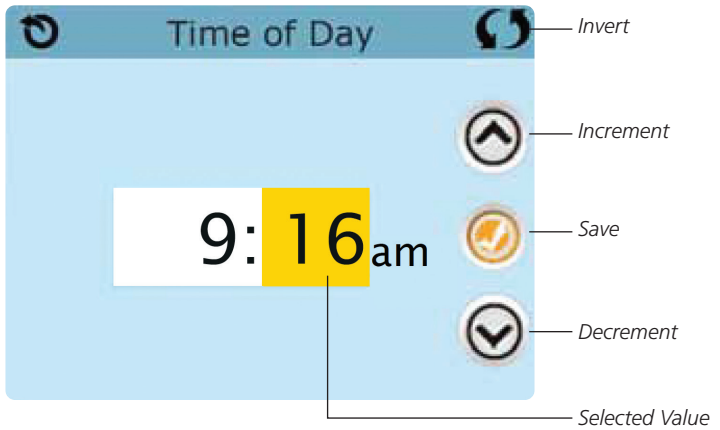 Time of Day
Invert
Increment
9:16am
Save
Decrement
Selected Value